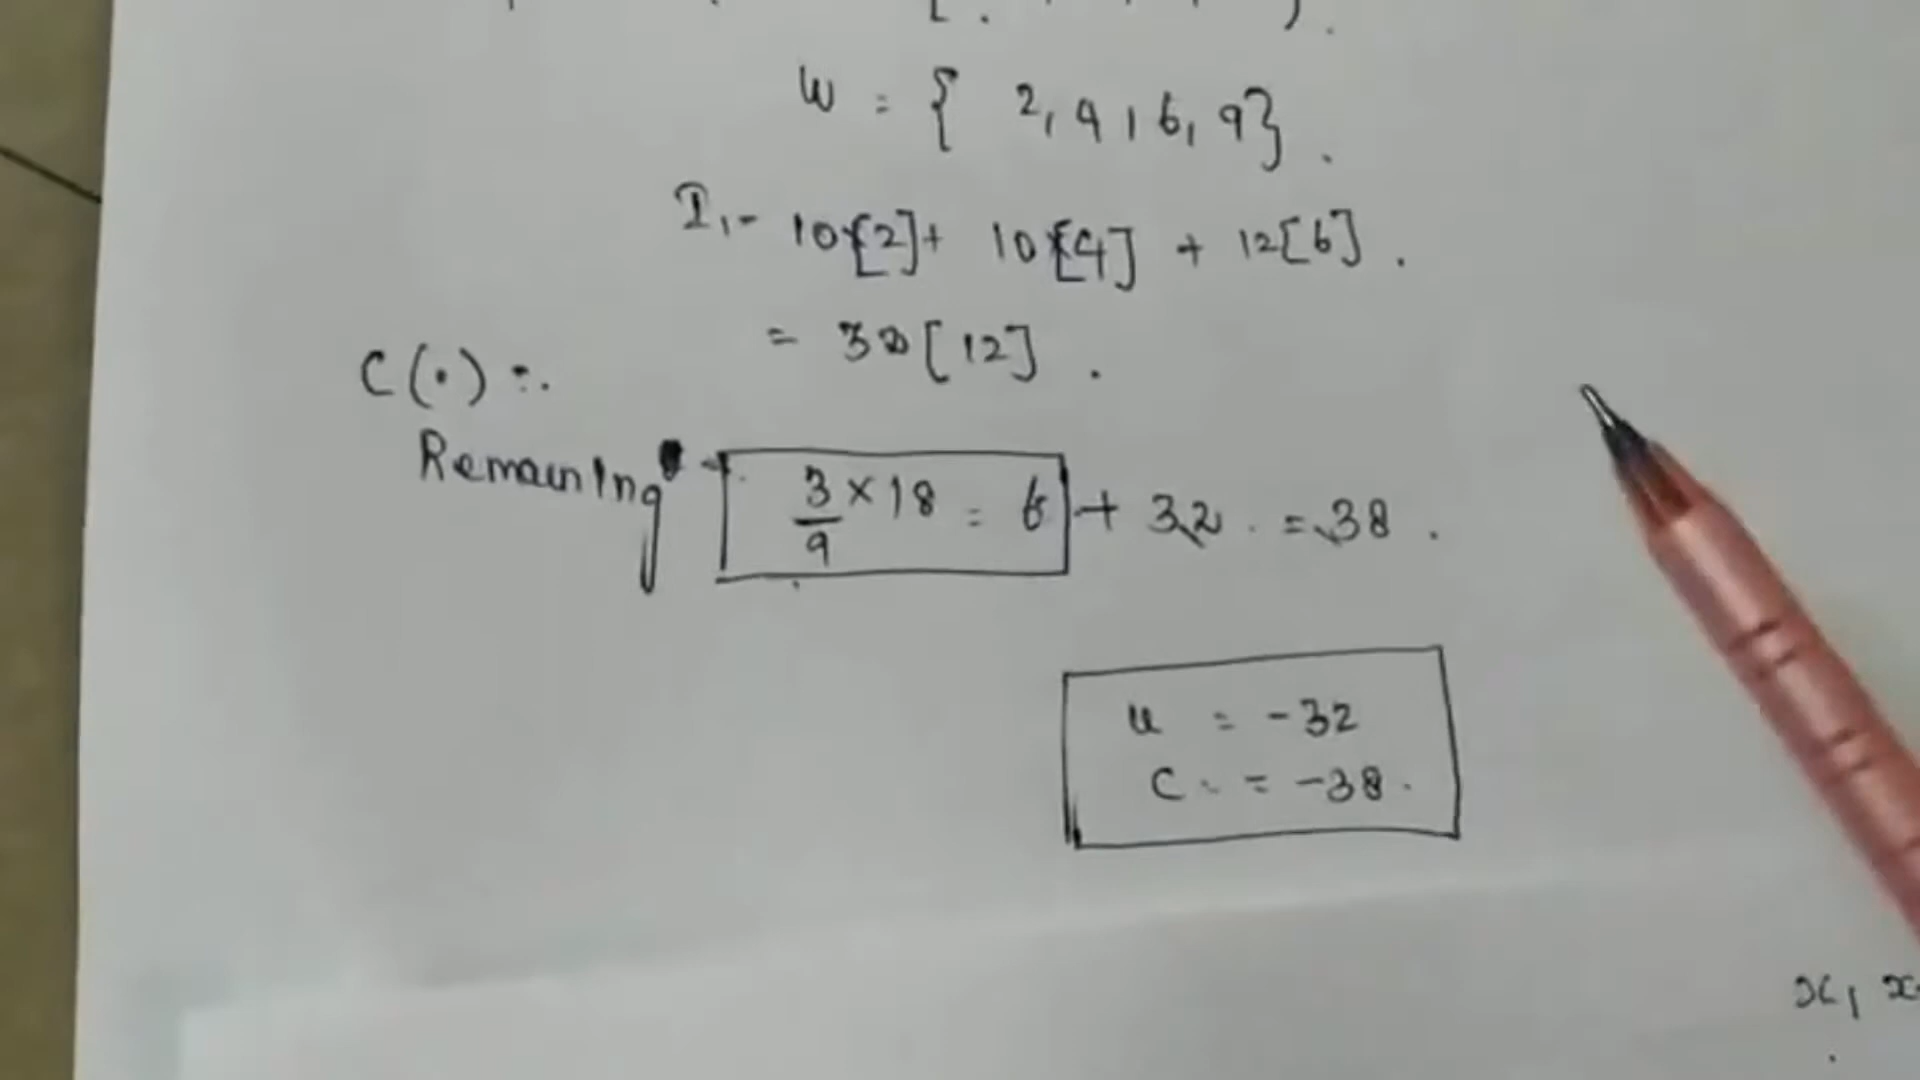 W = { 2, 4, 6, 9}.
I,- 10[2]+ 10[4] + 12[6].
= 32[12].
C(.) :.
Remaining 3/9 × 18 = 6 + 32. = 38.
u = -32
C. = -38.
x,